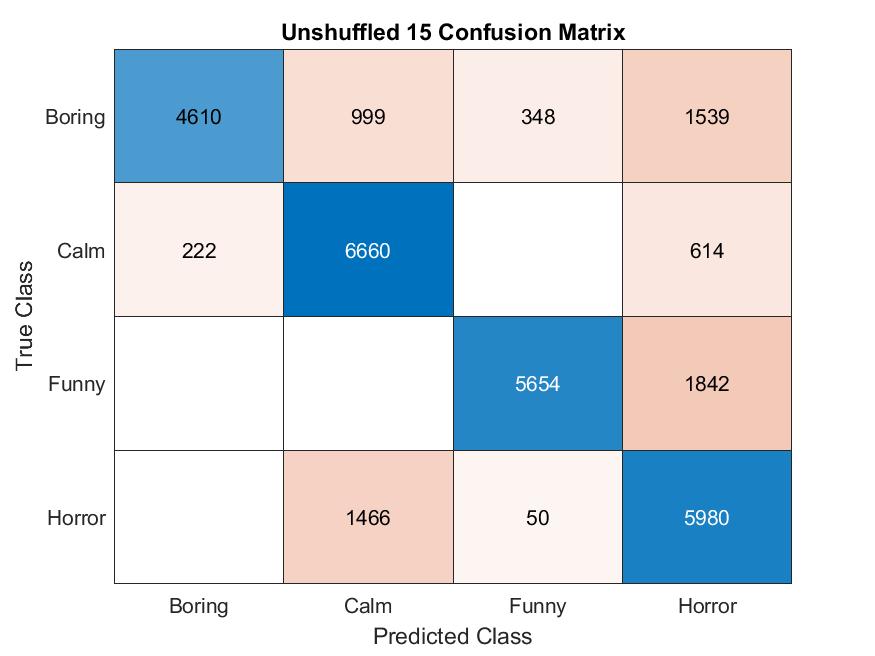 Unshuffled 15 Confusion Matrix
Boring 4610 999 348 1539
Calm 222 6660 614
Funny 5654 1842
Horror 1466 50 5980
Boring Calm Funny Horror
Predicted Class
True Class